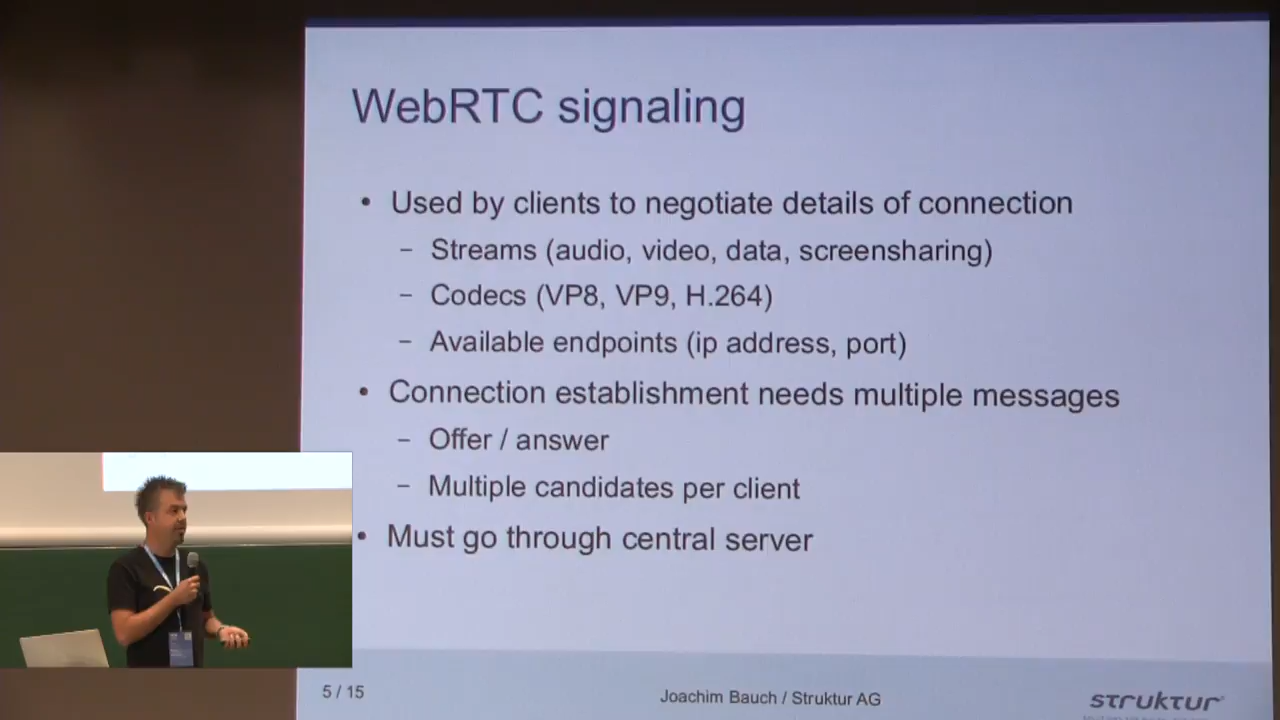 WebRTC signaling
• Used by clients to negotiate details of connection
– Streams (audio, video, data, screensharing)
– Codecs (VP8, VP9, H.264)
– Available endpoints (ip address, port)
• Connection establishment needs multiple messages
– Offer / answer
– Multiple candidates per client
• Must go through central server
5 / 15
Joachim Bauch / Struktur AG
struktur